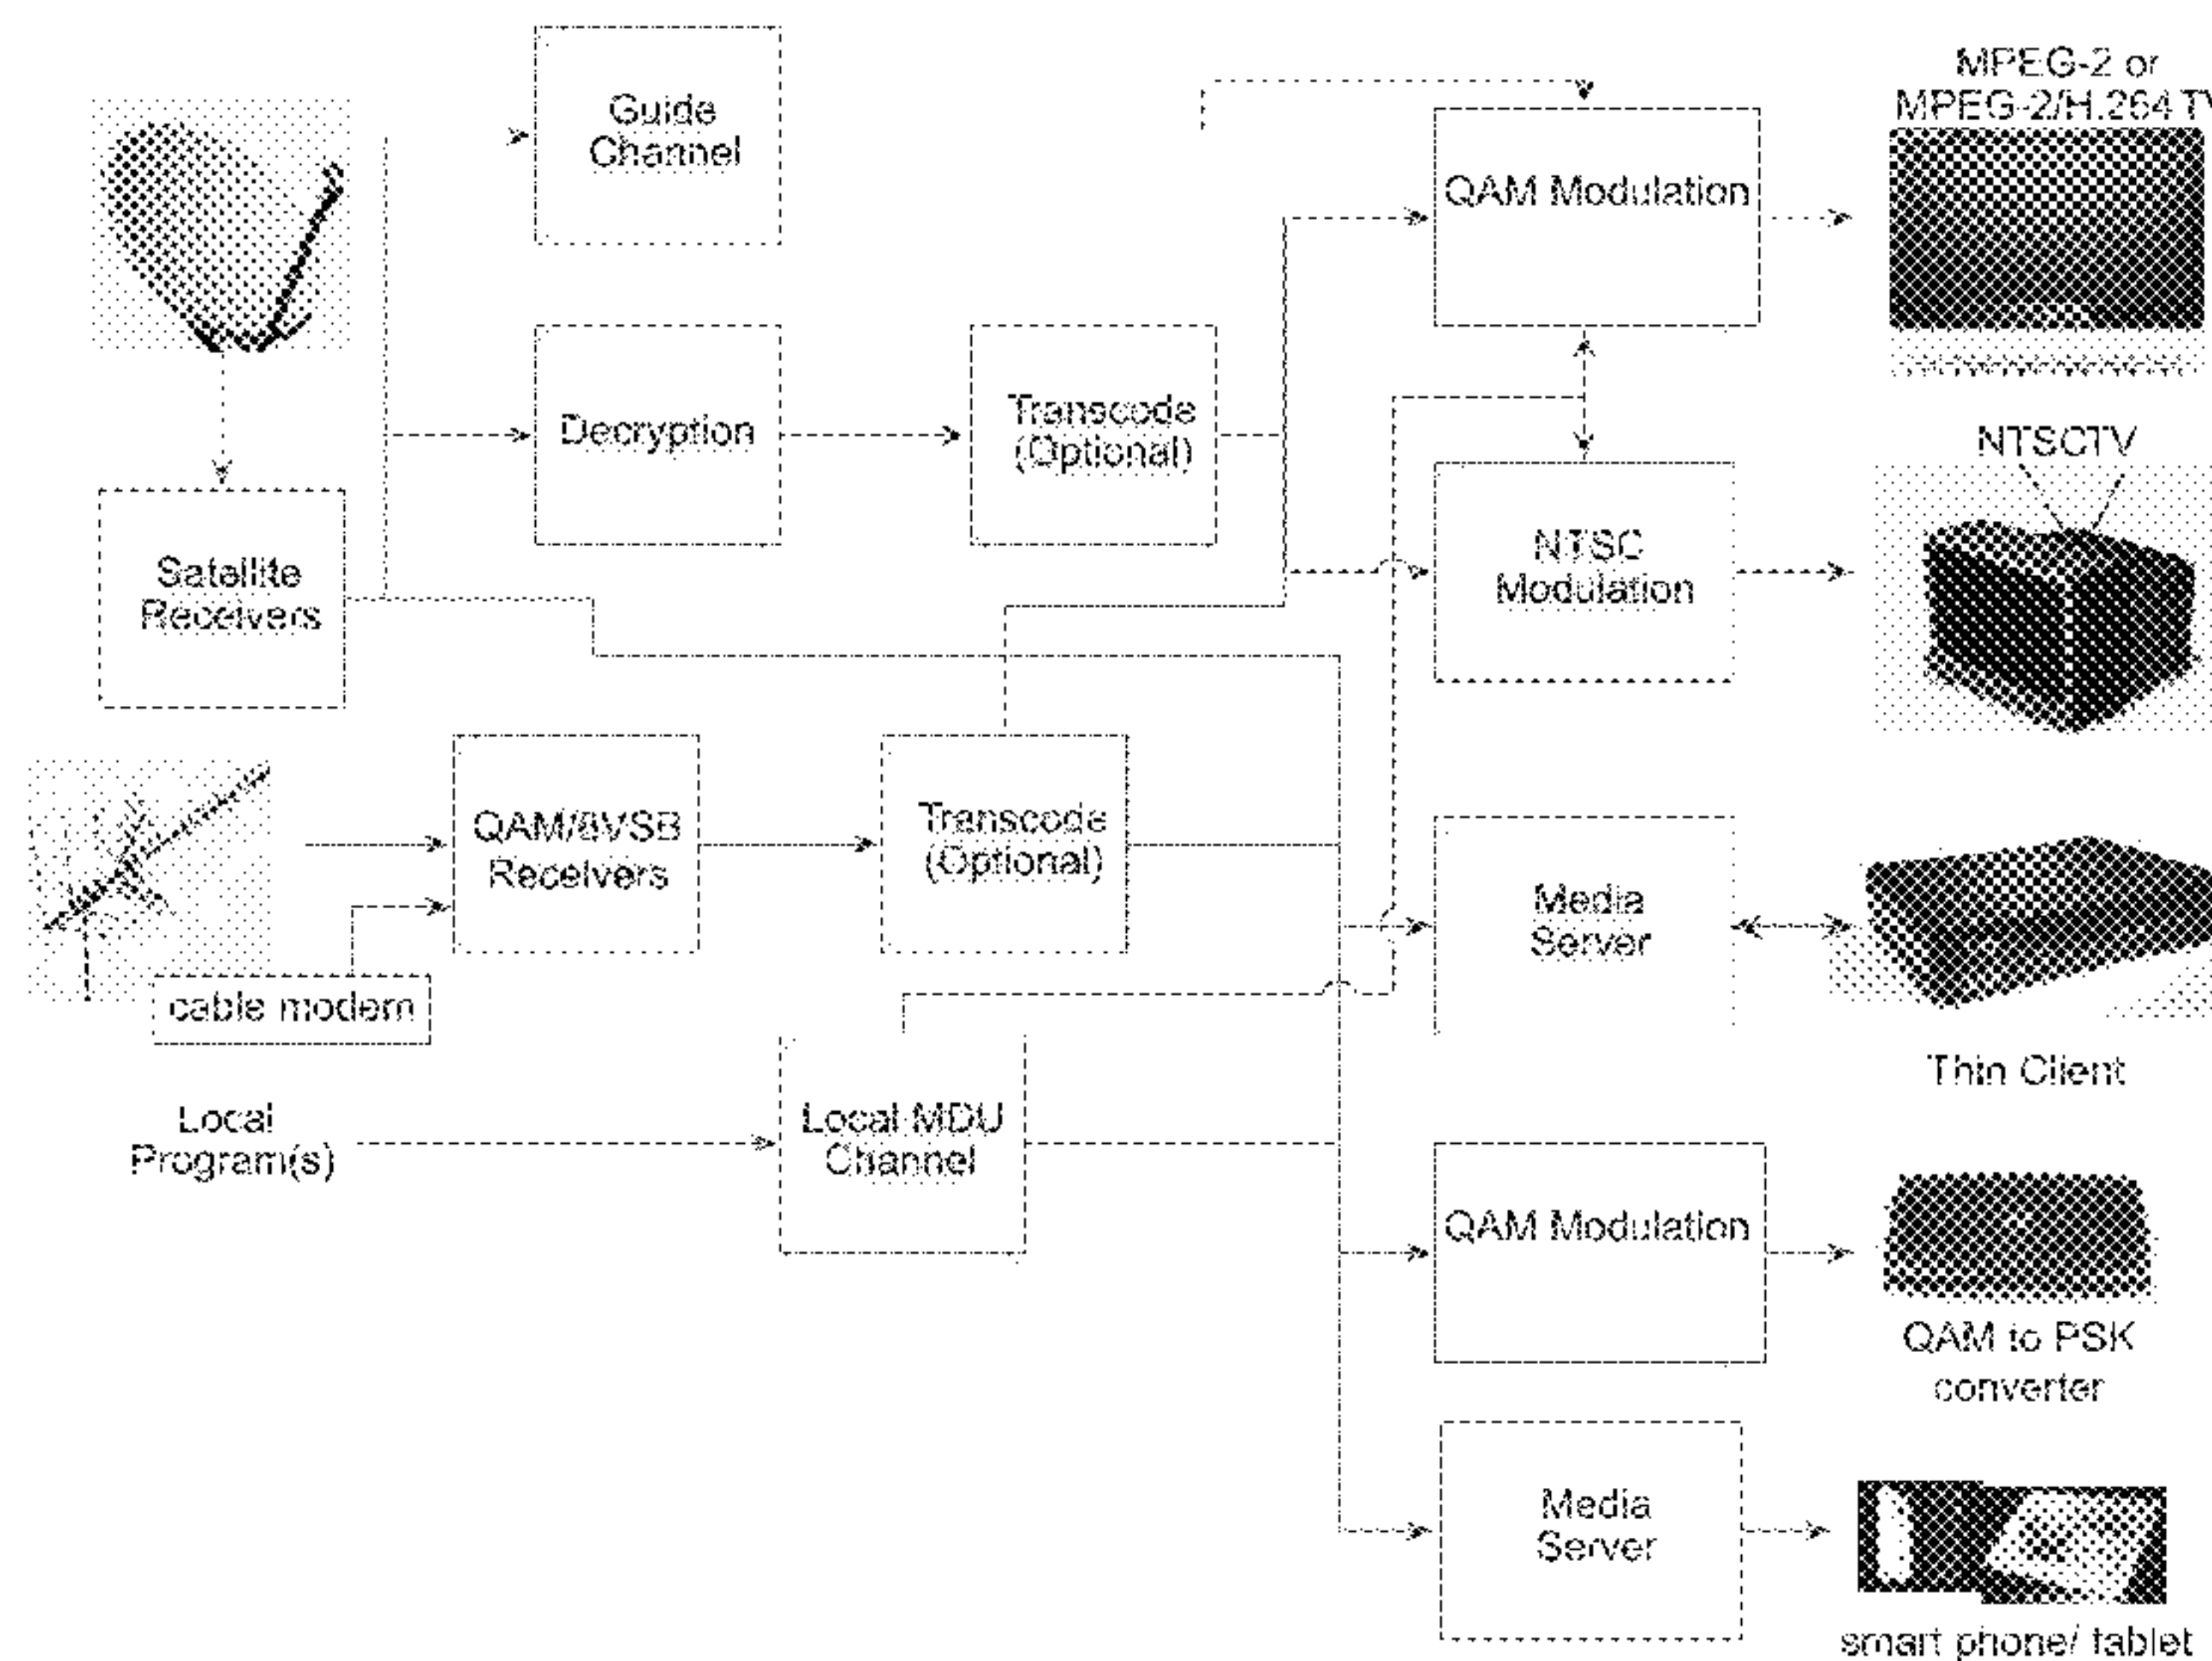 Guide
Channel
MPEG-2 or
MPEG-2/H.264 TV
QAM Modulation
Decryption
Transcode
(Optional)
NTSCTV
Satellite
Receivers
NTSC
Modulation
QAM/8VSB
Receivers
Transcode
(Optional)
Media
Server
cable modem
Thin Client
Local
Program(s)
Local MDU
Channel
QAM Modulation
QAM to PSK
converter
Media
Server
smart phone/ tablet